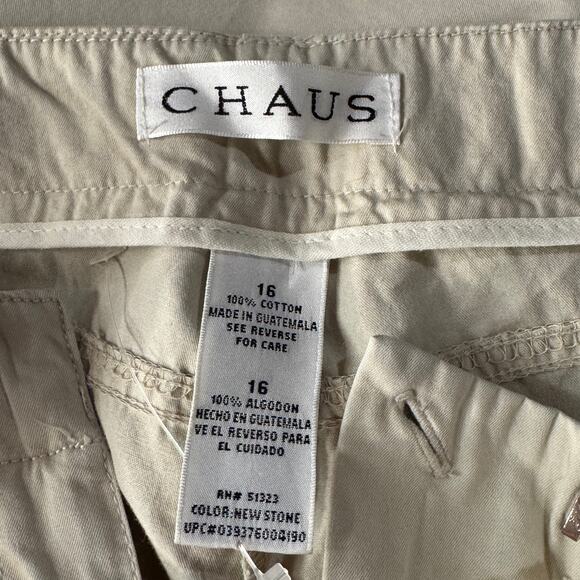 CHAUS
16
100% COTTON
MADE IN GUATEMALA
SEE REVERSE
FOR CARE
16
100% ALGODON
HECHO EN GUATEMALA
VE EL REVERSO PARA
EL CUIDADO
RN# 51323
COLOR:NEW STONE
UPC#039376004190